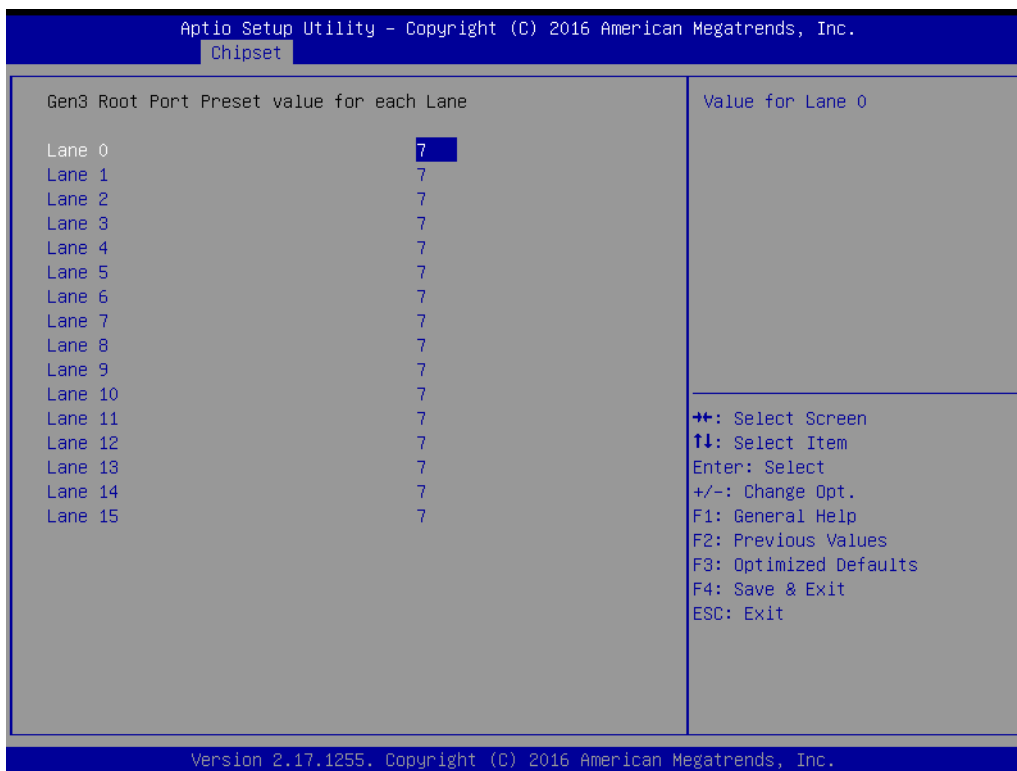 Aptio Setup Utility – Copyright (C) 2016 American Megatrends, Inc.
Chipset
Gen3 Root Port Preset value for each Lane
Lane 0 7
Lane 1 7
Lane 2 7
Lane 3 7
Lane 4 7
Lane 5 7
Lane 6 7
Lane 7 7
Lane 8 7
Lane 9 7
Lane 10 7
Lane 11 7
Lane 12 7
Lane 13 7
Lane 14 7
Lane 15 7
Value for Lane 0
→←: Select Screen
↑↓: Select Item
Enter: Select
+/-: Change Opt.
F1: General Help
F2: Previous Values
F3: Optimized Defaults
F4: Save & Exit
ESC: Exit
Version 2.17.1255. Copyright (C) 2016 American Megatrends, Inc.